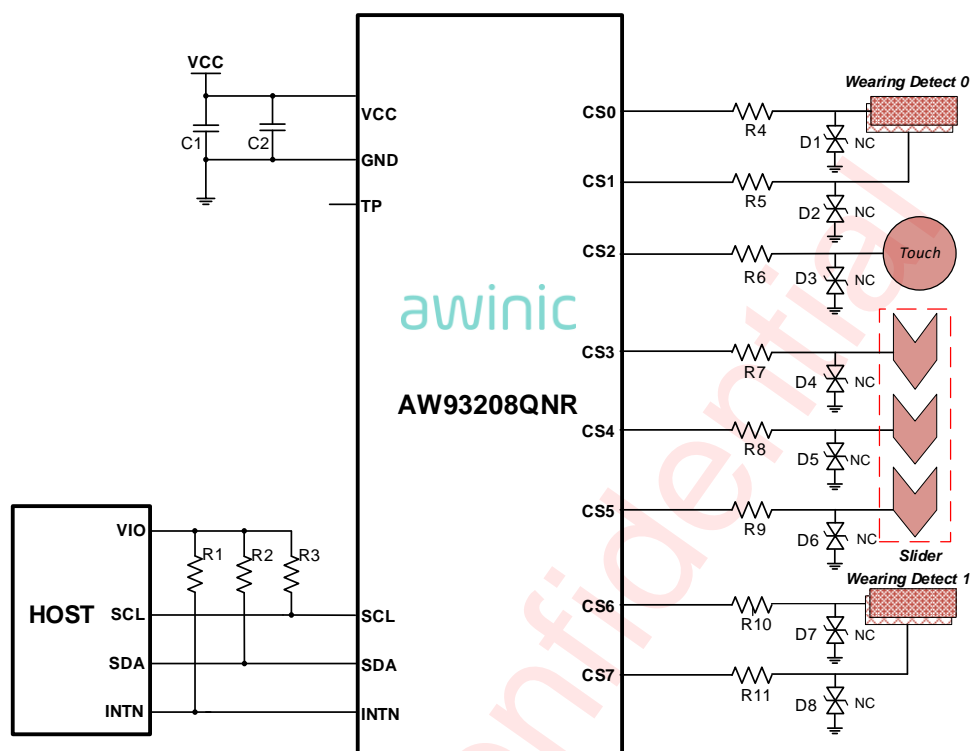 VCC
C1
C2
VCC
GND
TP
awinic
AW93208QNR
CS0
CS1
CS2
CS3
CS4
CS5
CS6
CS7
R4
R5
R6
R7
R8
R9
R10
R11
D1 NC
D2 NC
D3 NC
D4 NC
D5 NC
D6 NC
D7 NC
D8 NC
Wearing Detect 0
Touch
Slider
Wearing Detect 1
HOST
VIO
SCL
SDA
INTN
R1
R2
R3
SCL
SDA
INTN